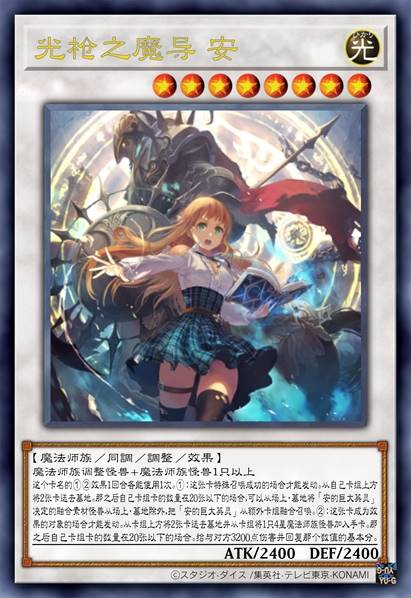 光枪之魔导 安
ひかり
光
【魔法师族／同調／調整／效果】
魔法师族调整怪兽+魔法师族怪兽1只以上
这个卡名的①②效果1回合各能使用1次。①：这张卡特殊召唤成功的场合才能发动。从自己卡组上方
将2张卡送去墓地。那之后自己卡组卡的数量在20张以下的场合，可以从场上·墓地将「安的巨大英灵」
决定的融合素材怪兽从场上·墓地除外，把「安的巨大英灵」从额外卡组融合召唤。②：这张卡成为效
果的对象的场合才能发动。从卡组上方将2张卡送去墓地并从卡组将1只4星魔法师族怪兽加入手卡。那
之后自己卡组卡的数量在20张以下的场合，给与对方3200点伤害并回复那个数值的基本分。
ATK/2400 DEF/2400
©スタジオ·ダイス /集英社·テレビ東京·KONAMI